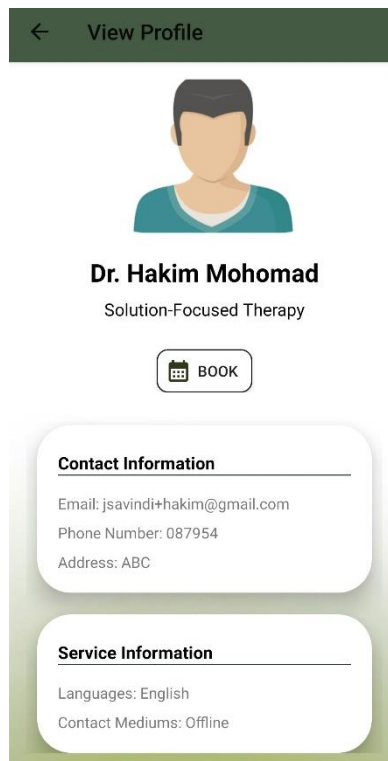 View Profile
Dr. Hakim Mohomad
Solution-Focused Therapy
BOOK
Contact Information
Email: jsavindi+hakim@gmail.com
Phone Number: 087954
Address: ABC
Service Information
Languages: English
Contact Mediums: Offline